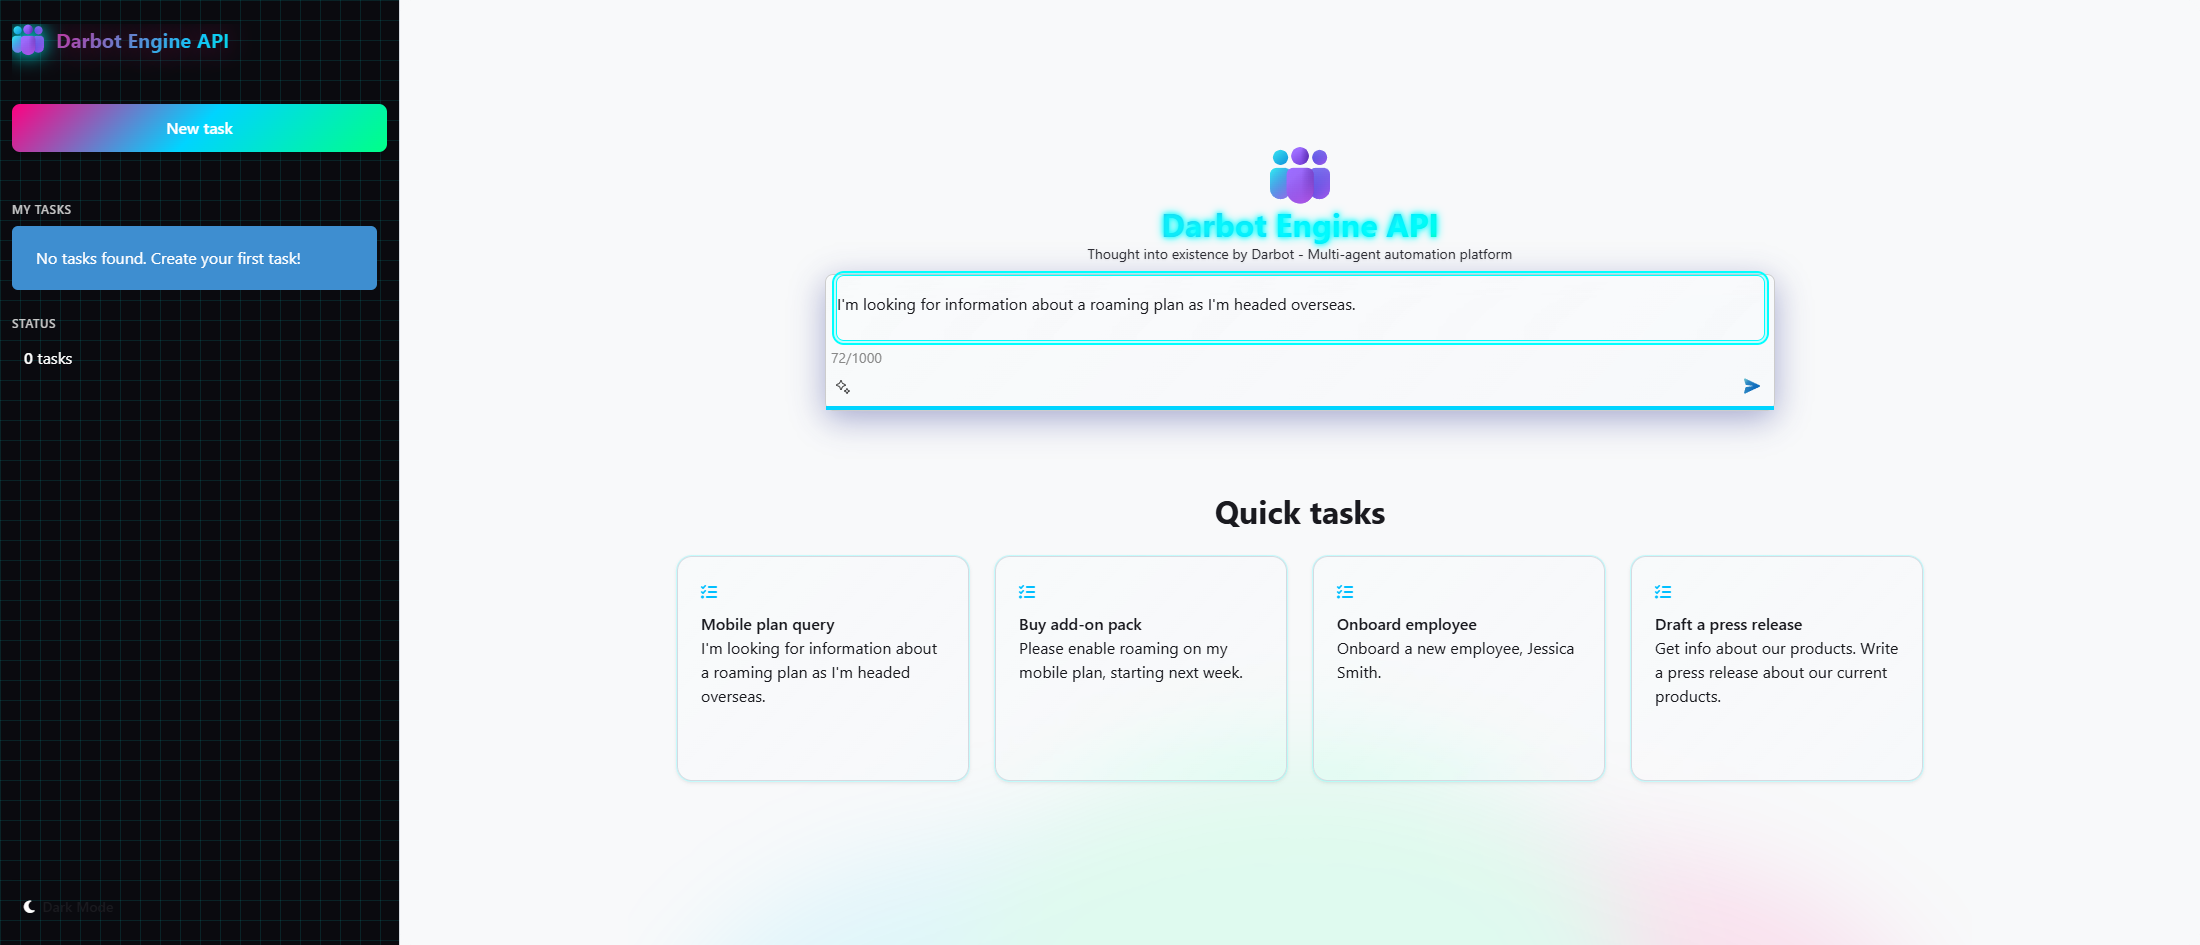 Darbot Engine API
New task
MY TASKS
No tasks found. Create your first task!
STATUS
0 tasks
Dark Mode
Darbot Engine API
Thought into existence by Darbot - Multi-agent automation platform
I'm looking for information about a roaming plan as I'm headed overseas.
72/1000
Quick tasks
Mobile plan query
I'm looking for information about
a roaming plan as I'm headed
overseas.
Buy add-on pack
Please enable roaming on my
mobile plan, starting next week.
Onboard employee
Onboard a new employee, Jessica
Smith.
Draft a press release
Get info about our products. Write
a press release about our current
products.